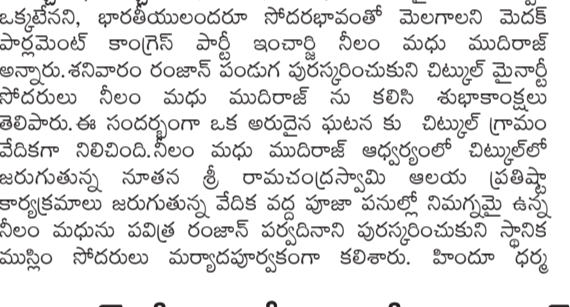 ఒక్కటేనని, భారతీయులందరూ సోదరభావంతో మెలగాలని మెదక్
పార్లమెంట్ కాంగ్రెస్ పార్టీ ఇంచార్జి నీలం మధు ముదిరాజ్
అన్నారు.శనివారం రంజాన్ పండుగ పురస్కరించుకుని చిట్కుల్ మైనార్టీ
సోదరులు నీలం మధు ముదిరాజ్ ను కలిసి శుభాకాంక్షలు
తెలిపారు.ఈ సందర్భంగా ఒక అరుదైన ఘటన కు చిట్కుల్ గ్రామం
వేదికగా నిలిచింది.నీలం మధు ముదిరాజ్ ఆధ్వర్యంలో చిట్కుల్‌లో
జరుగుతున్న నూతన శ్రీ రామచంద్రస్వామి ఆలయ ప్రతిష్టా
కార్యక్రమాలు జరుగుతున్న వేదిక వద్ద పూజా పనుల్లో నిమగ్నమై ఉన్న
నీలం మధును పవిత్ర రంజాన్ పర్వదినాని పురస్కరించుకుని స్థానిక
ముస్లిం సోదరులు మర్యాదపూర్వకంగా కలిశారు. హిందూ ధర్మ